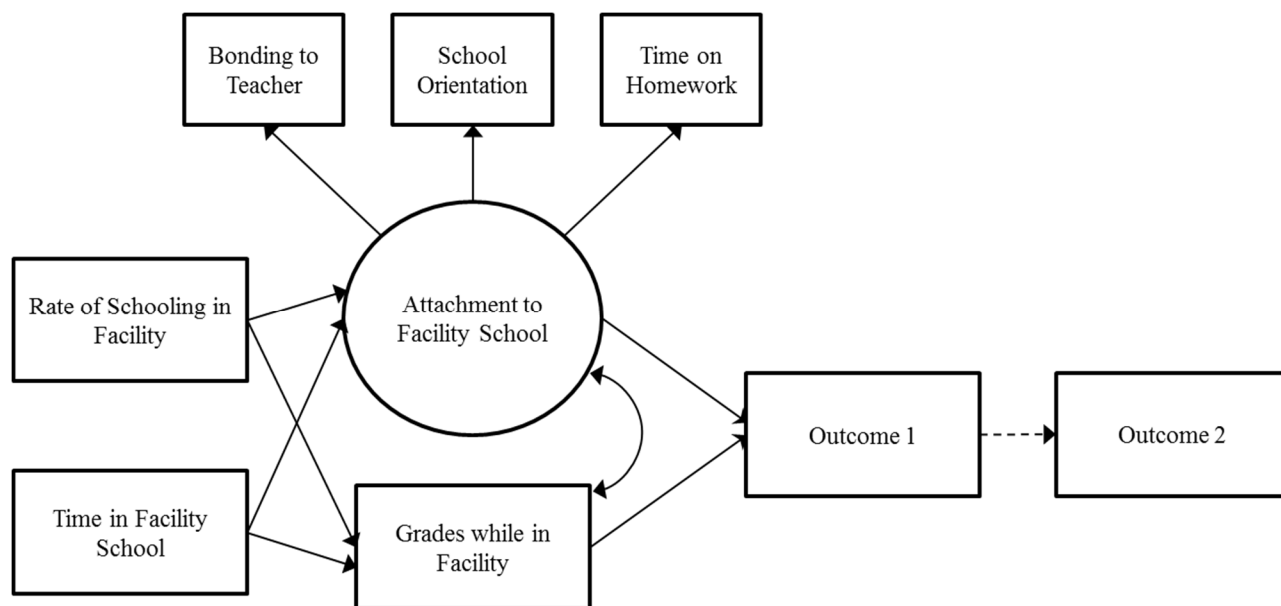 Bonding to
Teacher
School
Orientation
Time on
Homework
Rate of Schooling in
Facility
Attachment to
Facility School
Outcome 1
Outcome 2
Time in Facility
School
Grades while in
Facility